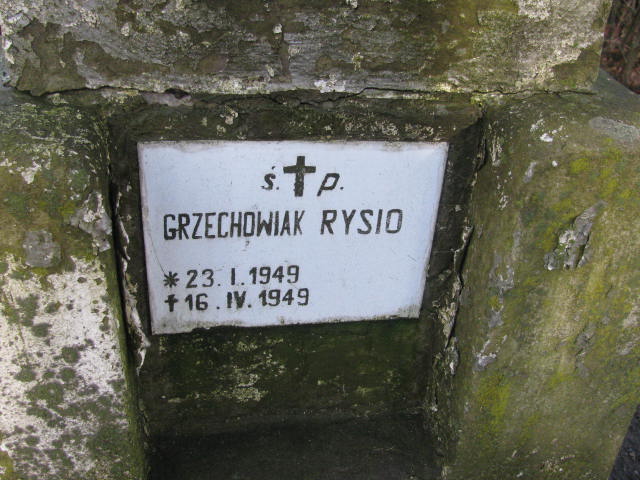 ś. ✝ p.
GRZECHOWIAK RYSIO
* 23. I. 1949
✝ 16. IV. 1949